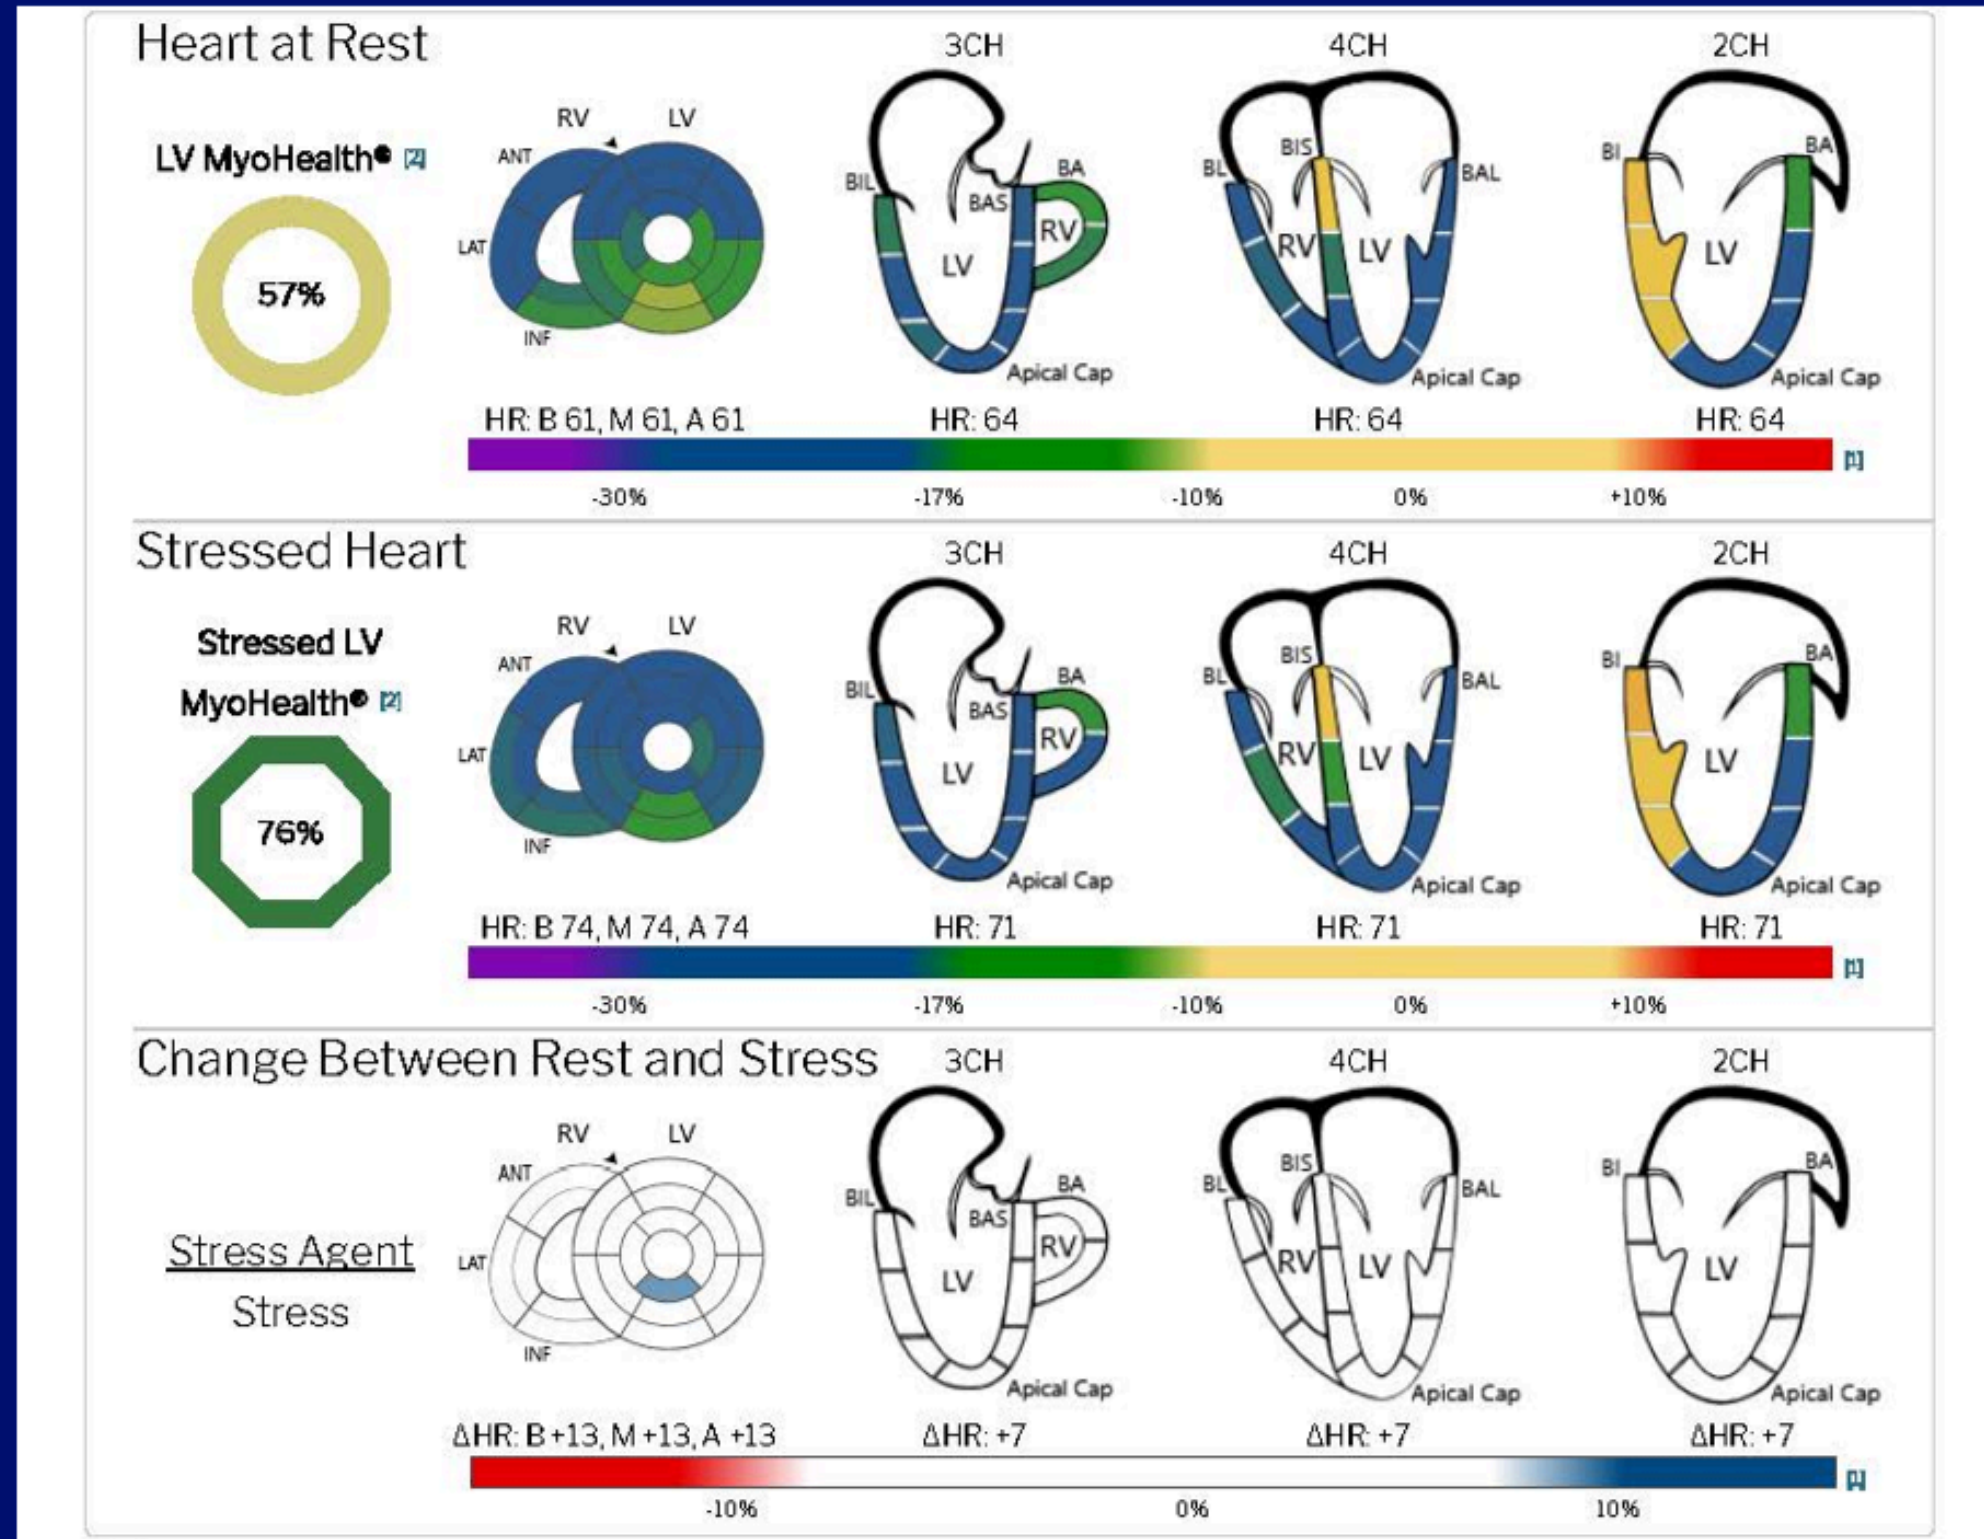 Heart at Rest
3CH
4CH
2CH
LV MyoHealth® [2]
57%
RV
LV
ANT
LAT
INF
BIL
BAS
BA
RV
LV
Apical Cap
BL
BIS
BAL
RV
LV
Apical Cap
BI
BA
LV
Apical Cap
HR: B 61, M 61, A 61
HR: 64
HR: 64
HR: 64
[1]
-30%
-17%
-10%
0%
+10%
Stressed Heart
3CH
4CH
2CH
Stressed LV
MyoHealth® [2]
76%
RV
LV
ANT
LAT
INF
BIL
BAS
BA
RV
LV
Apical Cap
BL
BIS
BAL
RV
LV
Apical Cap
BI
BA
LV
Apical Cap
HR: B 74, M 74, A 74
HR: 71
HR: 71
HR: 71
[1]
-30%
-17%
-10%
0%
+10%
Change Between Rest and Stress
3CH
4CH
2CH
Stress Agent
Stress
RV
LV
ANT
LAT
INF
BIL
BAS
BA
RV
LV
Apical Cap
BL
BIS
BAL
RV
LV
Apical Cap
BI
BA
LV
Apical Cap
ΔHR: B +13, M +13, A +13
ΔHR: +7
ΔHR: +7
ΔHR: +7
[1]
-10%
0%
10%